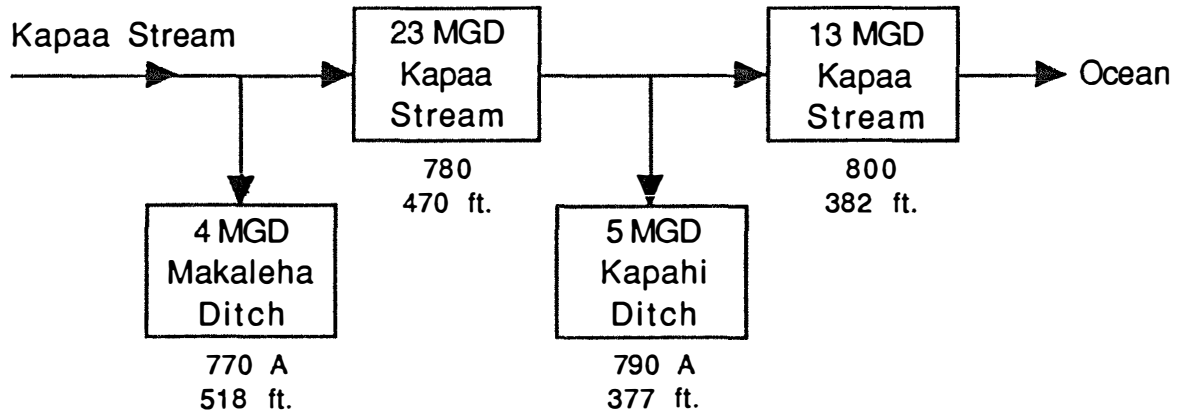 Kapaa Stream
23 MGD
Kapaa
Stream
780
470 ft.
13 MGD
Kapaa
Stream
800
382 ft.
Ocean
4 MGD
Makaleha
Ditch
770 A
518 ft.
5 MGD
Kapahi
Ditch
790 A
377 ft.